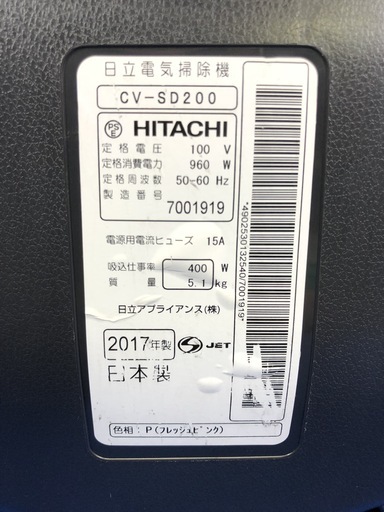 日立電気掃除機
CV-SD200
PS E HITACHI
定格電圧 100 V
定格消費電力 960 W
定格周波数 50-60 Hz
製造番号
7001919
電源用電流ヒューズ 15A
吸込仕事率 400 W
質量 5.1 kg
日立アプライアンス(株)
2017年製 S JET
日本製
色相:P(フレッシュピンク)
*4902530132540/7001919*